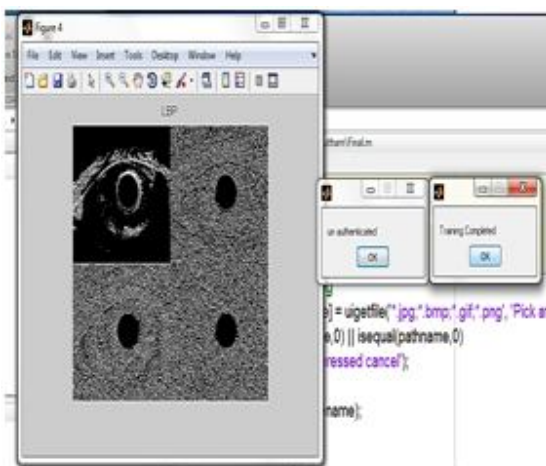 Figure 4
File Edit View Insert Tools Desktop Window Help
LBP
\Final.m
un authenticated
OK
Training Completed
OK
] = uigetfile('*.jpg;*.bmp;*.gif;*.png', 'Pick
,0) || isequal(pathname,0)
ressed cancel');
name);